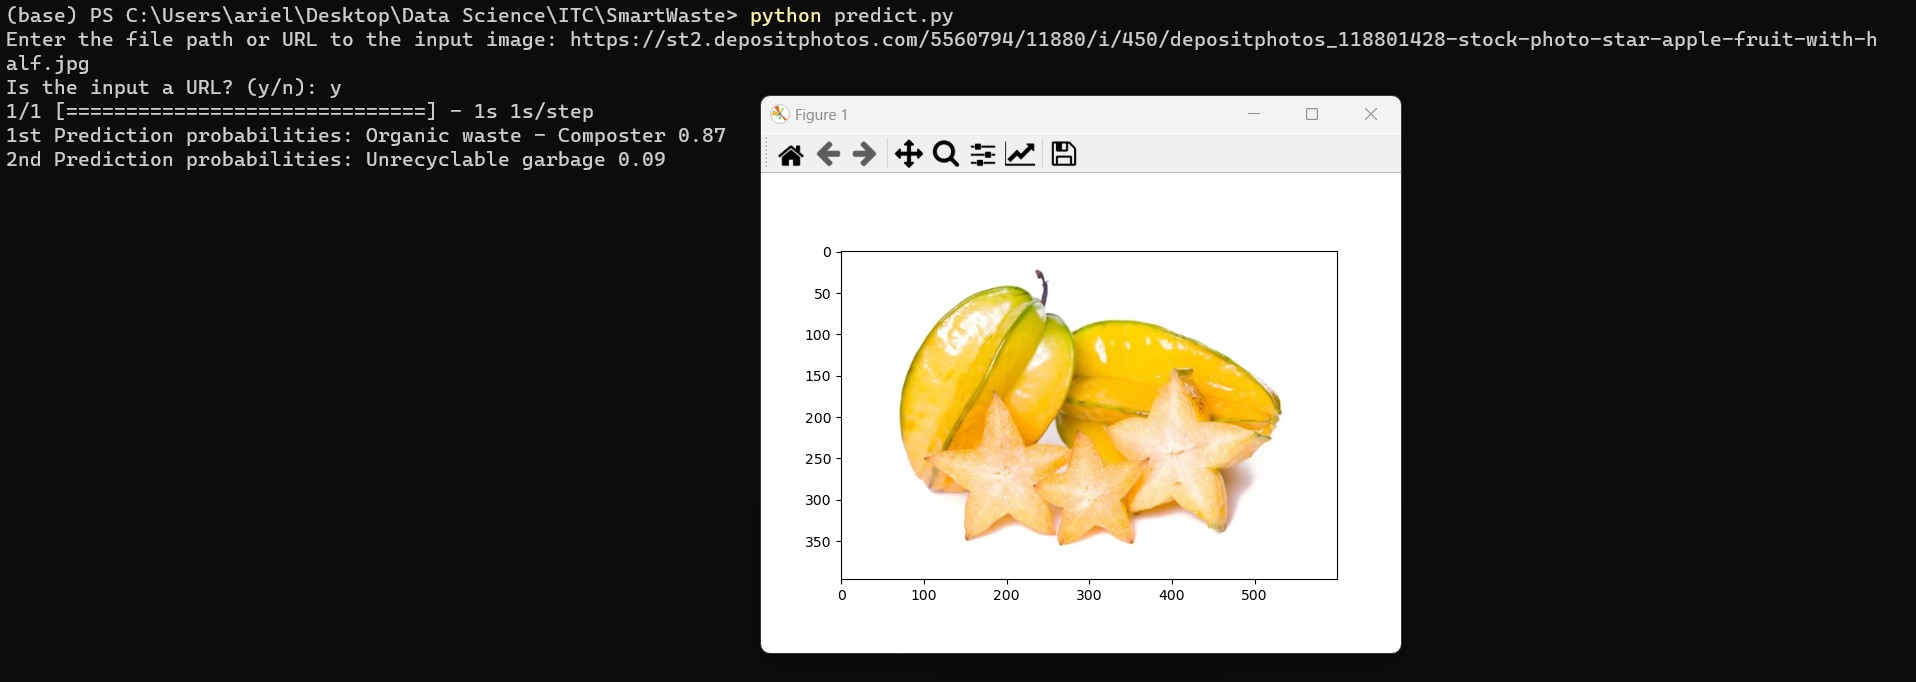 (base) PS C:\Users\ariel\Desktop\Data Science\ITC\SmartWaste> python predict.py
Enter the file path or URL to the input image: https://st2.depositphotos.com/5560794/11880/i/450/depositphotos_118801428-stock-photo-star-apple-fruit-with-h
alf.jpg
Is the input a URL? (y/n): y
1/1 [==============================] - 1s 1s/step
1st Prediction probabilities: Organic waste - Composter 0.87
2nd Prediction probabilities: Unrecyclable garbage 0.09
Figure 1
0
50
100
150
200
250
300
350
0 100 200 300 400 500